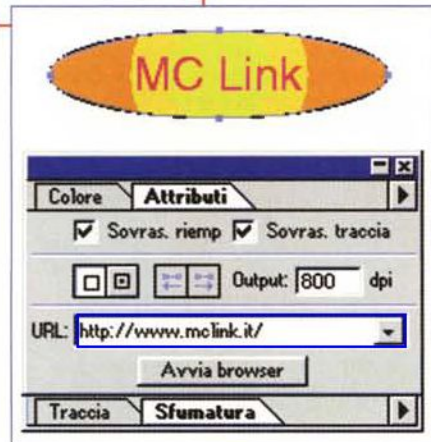 MC Link
Colore Attributi
Sovras. riemp Sovras. traccia
Output: 800 dpi
URL: http://www.mclink.it/
Avvia browser
Traccia Sfumatura